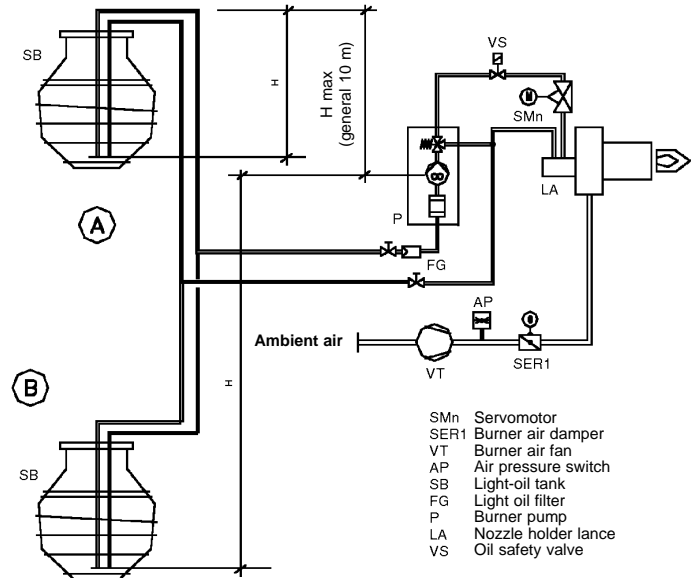 SB
H
H max
(general 10 m)
VS
M
SMn
LA
P
A
FG
AP
Ambient air
VT
SER1
B
H
SB
SMn Servomotor
SER1 Burner air damper
VT Burner air fan
AP Air pressure switch
SB Light-oil tank
FG Light oil filter
P Burner pump
LA Nozzle holder lance
VS Oil safety valve